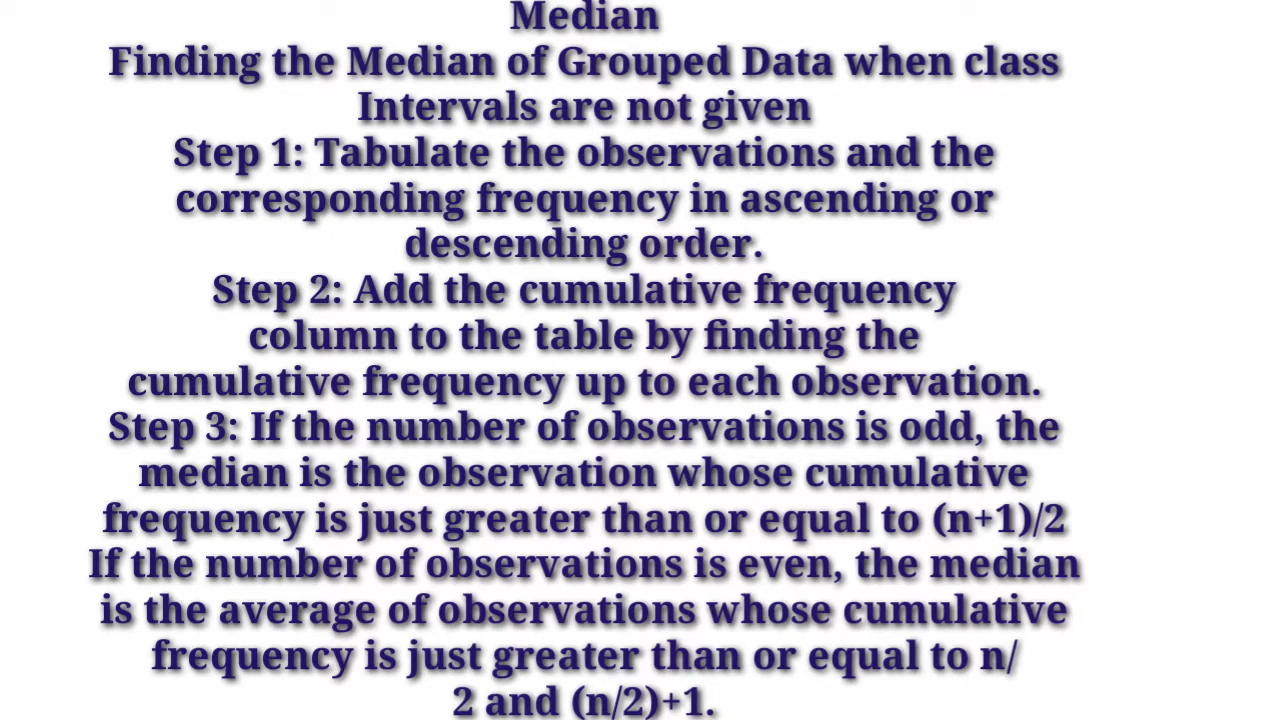 Median
Finding the Median of Grouped Data when class
Intervals are not given
Step 1: Tabulate the observations and the
corresponding frequency in ascending or
descending order.
Step 2: Add the cumulative frequency
column to the table by finding the
cumulative frequency up to each observation.
Step 3: If the number of observations is odd, the
median is the observation whose cumulative
frequency is just greater than or equal to (n+1)/2
If the number of observations is even, the median
is the average of observations whose cumulative
frequency is just greater than or equal to n/
2 and (n/2)+1.